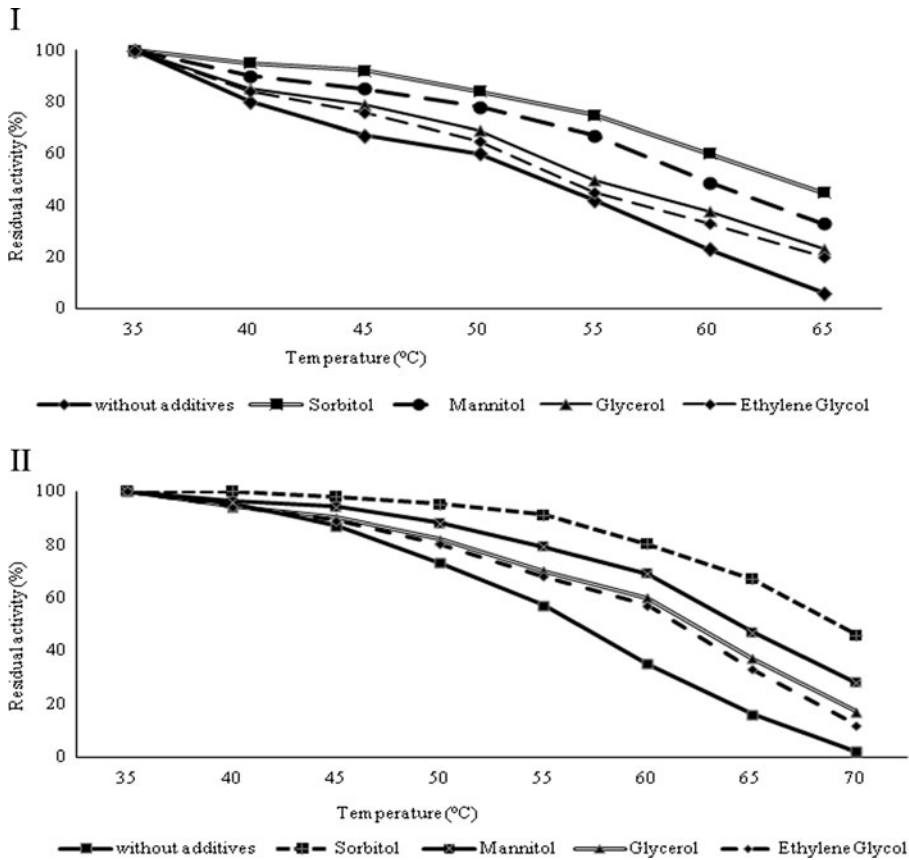 I
100
80
60
40
20
0
Residual activity (%)
35 40 45 50 55 60 65
Temperature (°C)
without additives Sorbitol Mannitol Glycerol Ethylene Glycol
II
100
80
60
40
20
0
Residual activity (%)
35 40 45 50 55 60 65 70
Temperature (°C)
without additives Sorbitol Mannitol Glycerol Ethylene Glycol